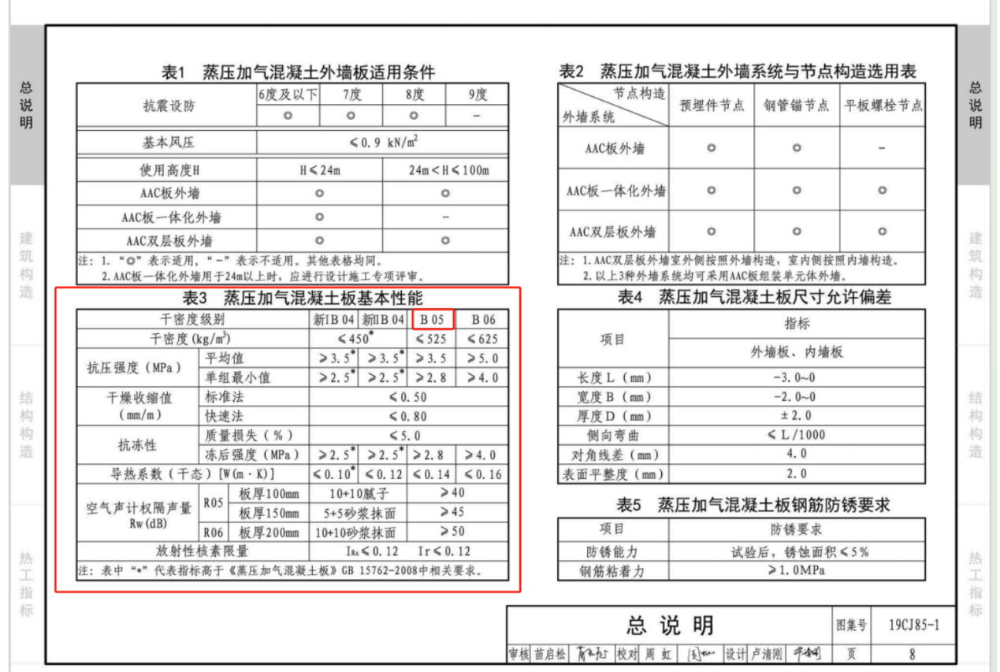 总说明
建筑构造
结构构造
热工指标
表1 蒸压加气混凝土外墙板适用条件
抗震设防 6度及以下 7度 8度 9度
◎ ◎ ◎ －
基本风压 ≤0.9 kN/m²
使用高度H H≤24m 24m＜H≤100m
AAC板外墙 ◎ ◎
AAC板一体化外墙 ◎ －
AAC双层板外墙 ◎ ◎
注：1.“◎”表示适用，“－”表示不适用。其他表格均同。
2.AAC板一体化外墙用于24m以上时，应进行设计施工专项评审。
表2 蒸压加气混凝土外墙系统与节点构造选用表
节点构造
外墙系统 预埋件节点 钢管锚节点 平板螺栓节点
AAC板外墙 ◎ ◎ －
AAC板一体化外墙 ◎ ◎ ◎
AAC双层板外墙 ◎ ◎ ◎
注：1.AAC双层板外墙室外侧按照外墙构造，室内侧按照内墙构造。
2.以上3种外墙系统均可采用AAC板组装单元体外墙。
表3 蒸压加气混凝土板基本性能
干密度级别 新ⅠB 04 新ⅡB 04 B 05 B 06
干密度(kg/m³) ≤450* ≤525 ≤625
抗压强度（MPa） 平均值 ≥3.5* ≥3.5* ≥3.5 ≥5.0
单组最小值 ≥2.5* ≥2.5* ≥2.8 ≥4.0
干燥收缩值 标准法 ≤0.50
（mm/m） 快速法 ≤0.80
抗冻性 质量损失（%） ≤5.0
冻后强度（MPa） ≥2.5* ≥2.5* ≥2.8 ≥4.0
导热系数（干态）[W(m·K)] ≤0.10* ≤0.12 ≤0.14 ≤0.16
空气声计权隔声量
Rw(dB)
R05 板厚100mm 10+10腻子 ≥40
板厚150mm 5+5砂浆抹面 ≥45
R06 板厚200mm 10+10砂浆抹面 ≥50
放射性核素限量 IRa≤0.12 Ir≤0.12
注：表中“*”代表指标高于《蒸压加气混凝土板》GB 15762-2008中相关要求。
表4 蒸压加气混凝土板尺寸允许偏差
项目 指标
外墙板、内墙板
长度L（mm） -3.0~0
宽度B（mm） -2.0~0
厚度D（mm） ±2.0
侧向弯曲 ≤L/1000
对角线差（mm） 4.0
表面平整度（mm） 2.0
表5 蒸压加气混凝土板钢筋防锈要求
项目 防锈要求
防锈能力 试验后，锈蚀面积≤5%
钢筋粘着力 ≥1.0MPa
总说明 图集号 19CJ85-1
审核 苗启松 校对 周虹 设计 卢清刚 页 8
总说明
建筑构造
结构构造
热工指标